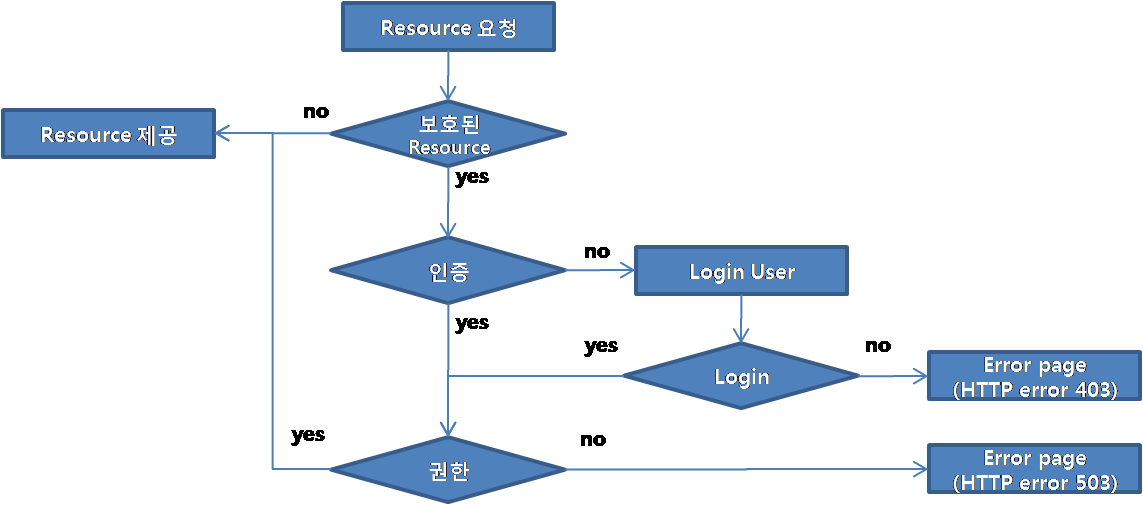 Resource 요청
no
보호된
Resource
Resource 제공
yes
인증
no
Login User
yes
yes
Login
no
Error page
(HTTP error 403)
yes
권한
no
Error page
(HTTP error 503)